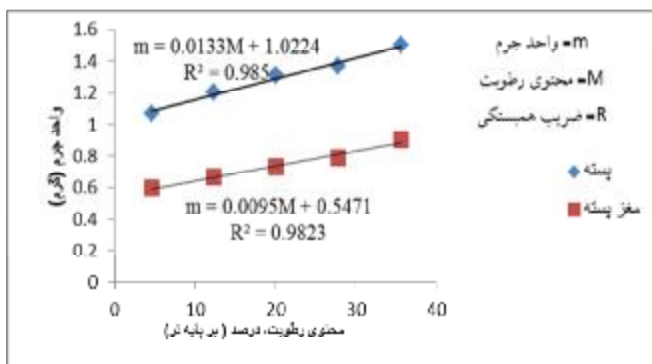 m = 0.0133M + 1.0224
R² = 0.985
m = 0.0095M + 0.5471
R² = 0.9823
1.6
1.4
1.2
1
0.8
0.6
0.4
0.2
0
0
10
20
30
40
واحد جرم (گرم)
محتوی رطوبت، درصد ( بر پایه تر)
m= واحد جرم
M= محتوی رطوبت
R= ضریب همبستگی
پسته
مغز پسته